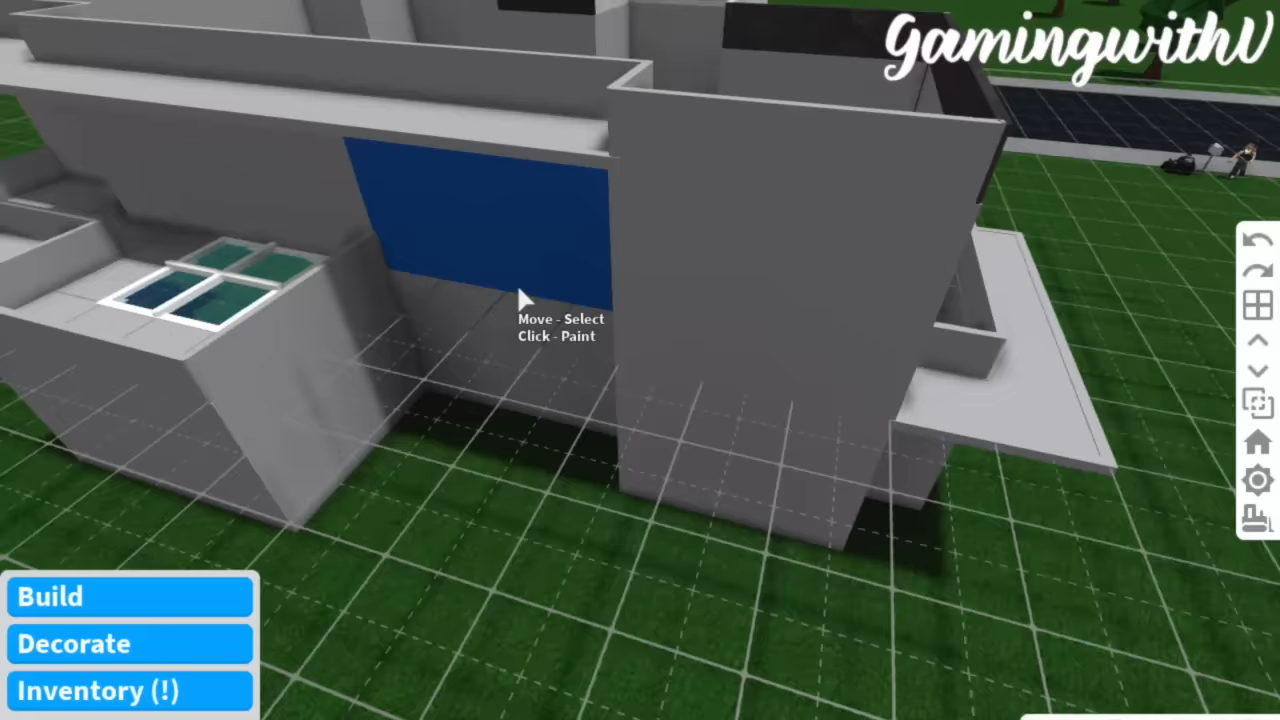 GamingwithV
Move - Select
Click - Paint
Build
Decorate
Inventory (!)